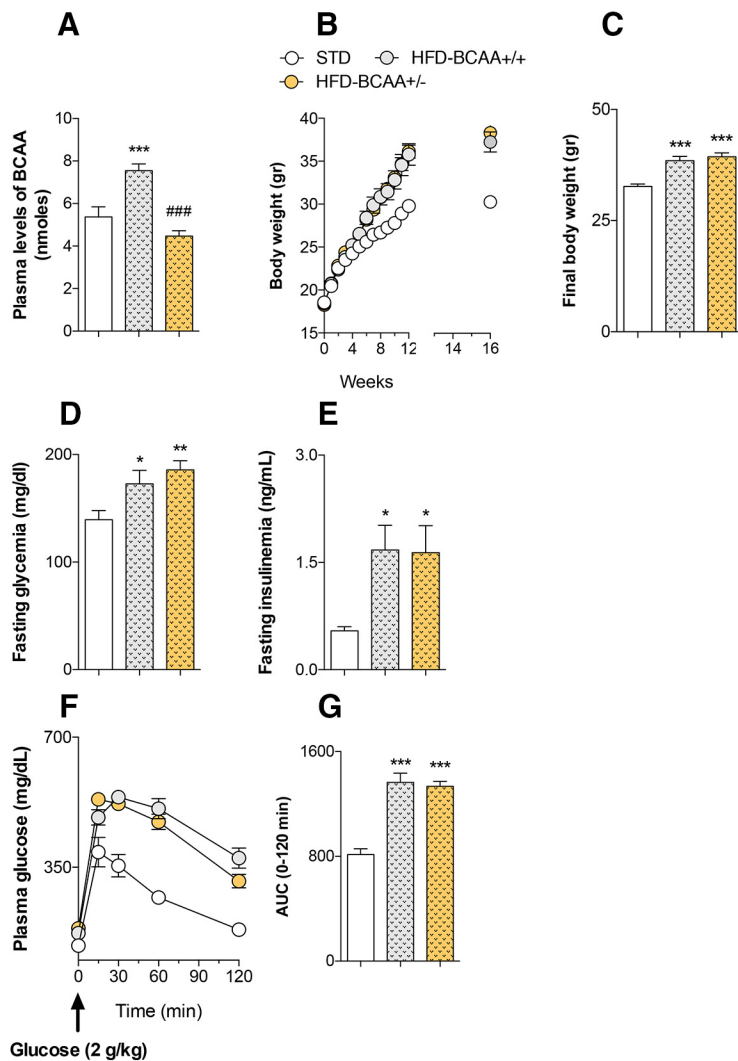 A
B
C
STD
HFD-BCAA+/+
HFD-BCAA+/-
Plasma levels of BCAA
(nmoles)
10
8
6
4
2
0
***
###
Body weight (gr)
40
35
30
25
20
15
0
4
8
12
14
16
Weeks
Final body weight (gr)
50
25
0
***
***
D
E
Fasting glycemia (mg/dl)
200
100
0
*
**
Fasting insulinemia (ng/mL)
3.0
1.5
0.0
*
*
F
G
Plasma glucose (mg/dL)
700
350
0
30
60
90
120
Time (min)
Glucose (2 g/kg)
AUC (0-120 min)
1600
800
0
***
***